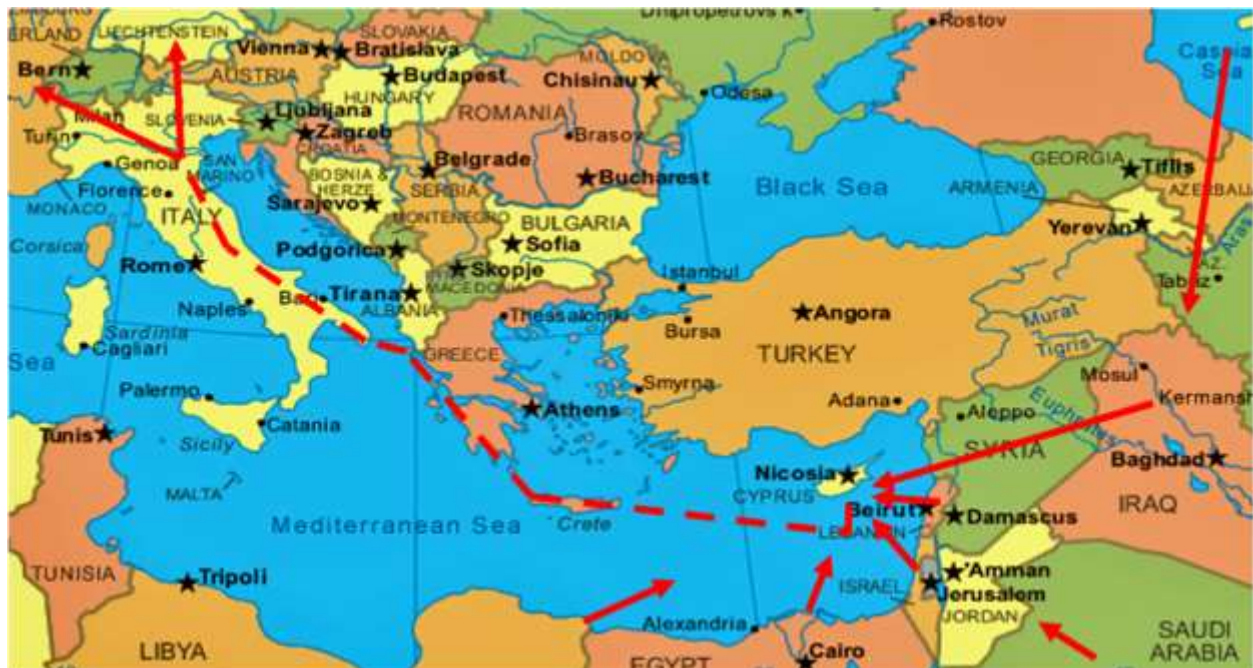 Dnipropetrovsk
Rostov
SLOVAKIA
LIECHTENSTEIN
Vienna
Bratislava
Caspia
Sea
Bern
AUSTRIA
Budapest
MOLDOVA
Chisinau
HUNGARY
Odesa
Milan
SLOVENIA
Ljubljana
ROMANIA
Turin
Zagreb
CROATIA
Brasov
Genoa
SAN
MARINO
Belgrade
GEORGIA
Tiflis
BOSNIA &
HERZE
Bucharest
Black Sea
Florence
SERBIA
ARMENIA
AZERBAIJ
MONACO
ITALY
Sarajevo
MONTENEGRO
BULGARIA
Yerevan
Corsica
Podgorica
Sofia
Aras
Rome
Skopje
Istanbul
AZ.
Tabriz
MACEDONIA
Naples
Bari
Tirana
ALBANIA
Angora
Murat
Sardinia
Thessaloniki
Bursa
Tigris
Sea
Cagliari
GREECE
TURKEY
Mosul
Palermo
Smyrna
Kermansh
Athens
Adana
Aleppo
Euphrates
Catania
Tunis
Sicily
SYRIA
Baghdad
Nicosia
MALTA
CYPRUS
IRAQ
Mediterranean Sea
Crete
Beirut
Damascus
LEBANON
TUNISIA
Tripoli
'Amman
ISRAEL
Jerusalem
JORDAN
Alexandria
SAUDI
ARABIA
LIBYA
EGYPT
Cairo